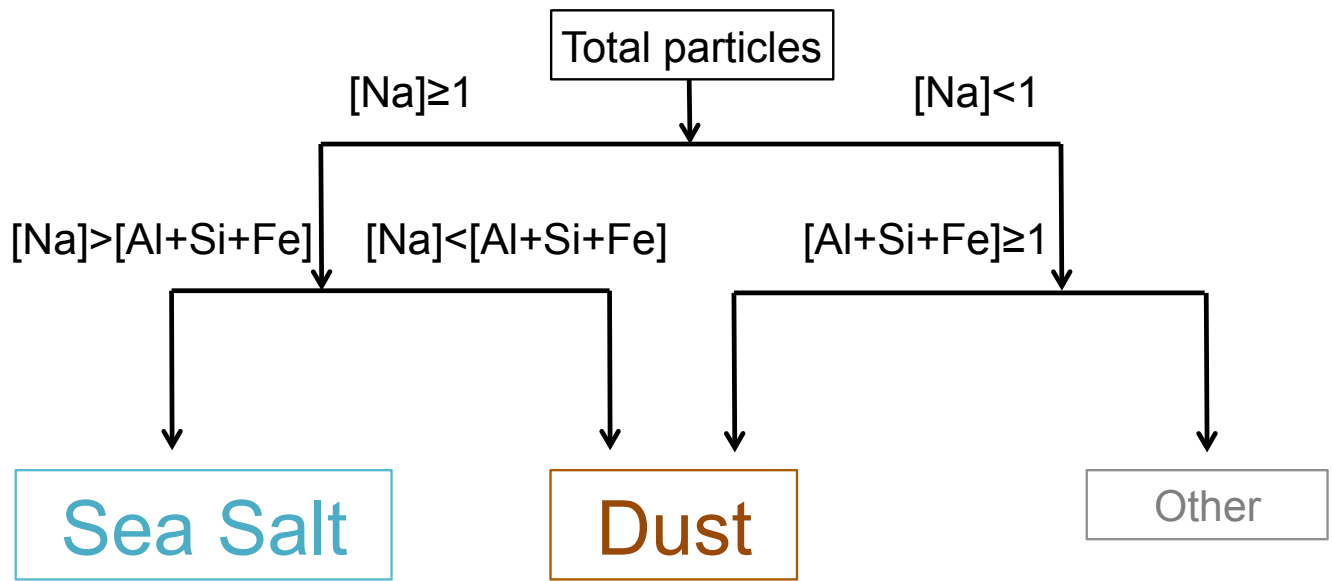 Total particles
[Na]≥1
[Na]<1
[Na]>[Al+Si+Fe]
[Na]<[Al+Si+Fe]
[Al+Si+Fe]≥1
Sea Salt
Dust
Other